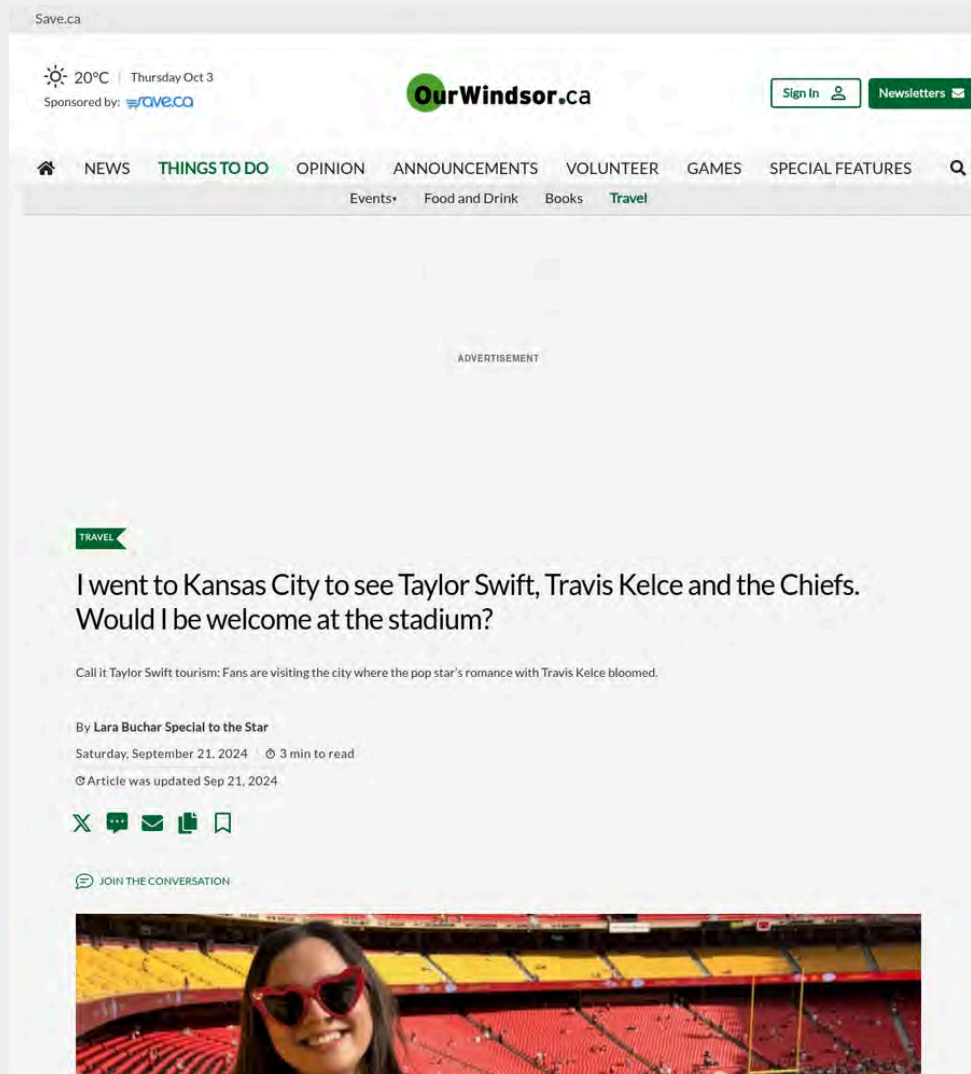 Save.ca
20°C | Thursday Oct 3
Sponsored by: save.ca
OurWindsor.ca
Sign In
Newsletters
NEWS THINGS TO DO OPINION ANNOUNCEMENTS VOLUNTEER GAMES SPECIAL FEATURES
Events Food and Drink Books Travel
ADVERTISEMENT
TRAVEL
I went to Kansas City to see Taylor Swift, Travis Kelce and the Chiefs.
Would I be welcome at the stadium?
Call it Taylor Swift tourism: Fans are visiting the city where the pop star's romance with Travis Kelce bloomed.
By Lara Buchar Special to the Star
Saturday, September 21, 2024 3 min to read
Article was updated Sep 21, 2024
JOIN THE CONVERSATION